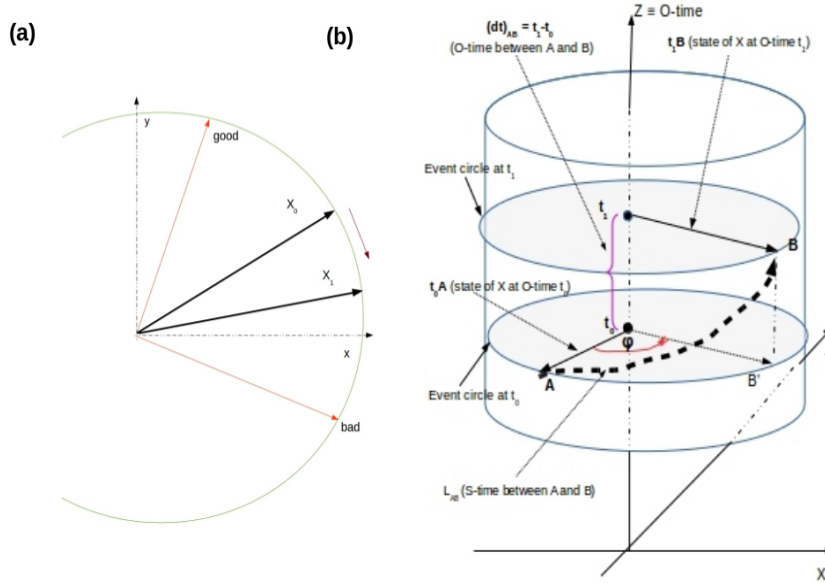 (a)
y
good
X₀
X₁
x
bad
(b)
Z ≡ O-time
(dt)AB = t₁-t₀
(O-time between A and B)
t₁B (state of X at O-time t₁)
Event circle at t₁
t₁
B
t₀A (state of X at O-time t₀)
t₀
φ
A
B'
Event circle at t₀
LAB (S-time between A and B)
X